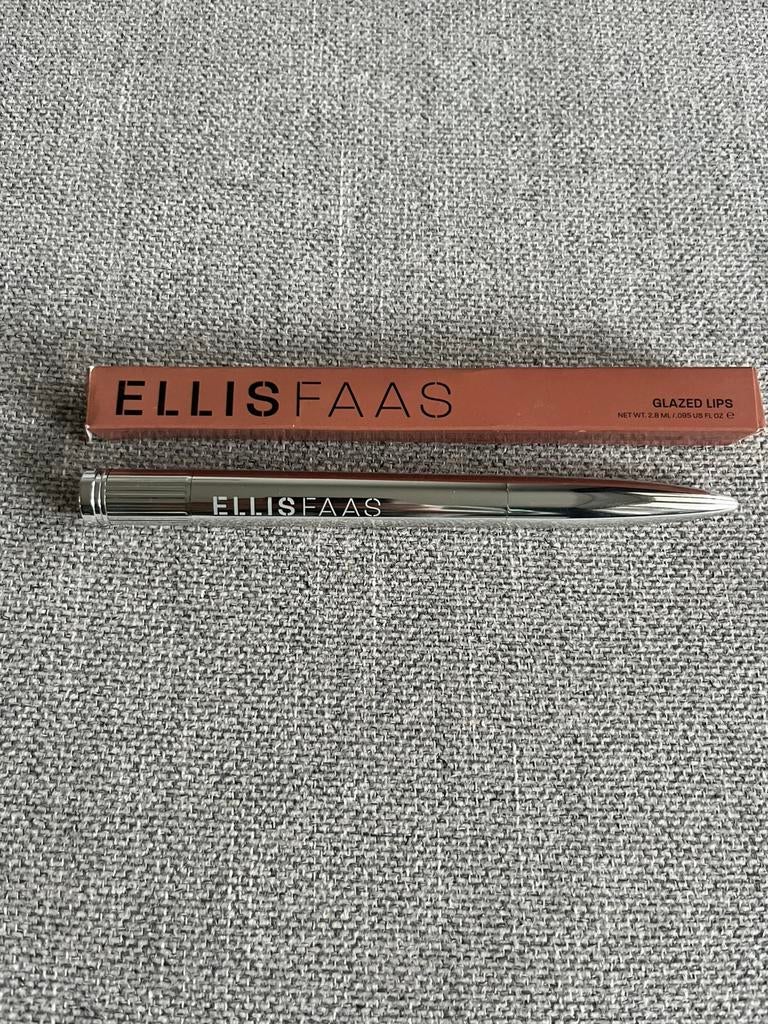 ELLISFAAS
GLAZED LIPS
NET WT. 2.8 ML / .095 US FL OZ ℮
ELLISFAAS